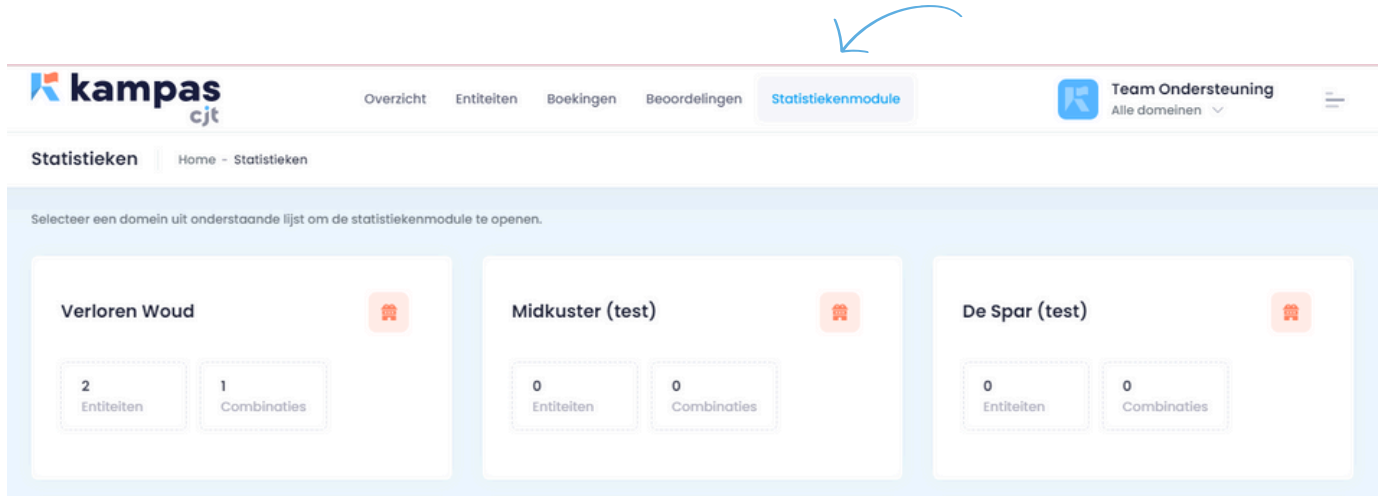 kampas
cjt
Overzicht Entiteiten Boekingen Beoordelingen Statistiekenmodule
Team Ondersteuning
Alle domeinen
Statistieken Home - Statistieken
Selecteer een domein uit onderstaande lijst om de statistiekenmodule te openen.
Verloren Woud
2
Entiteiten
1
Combinaties
Midkuster (test)
0
Entiteiten
0
Combinaties
De Spar (test)
0
Entiteiten
0
Combinaties